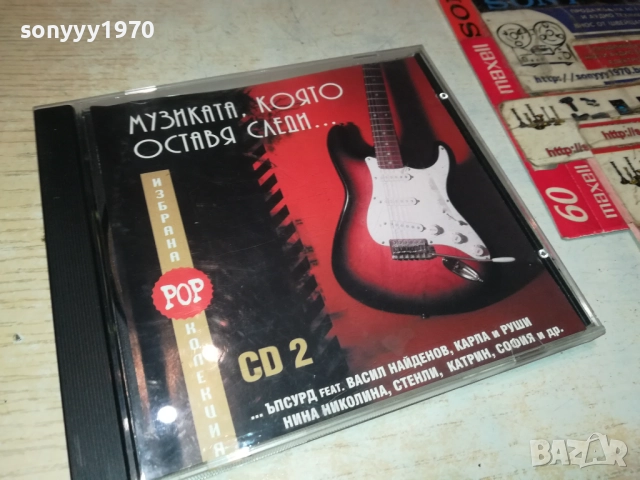 sonyyy1970
МУЗИКАТА, КОЯТО
ОСТАВЯ СЛЕДИ...
ИЗБРАНА
POP
КОЛЕКЦИЯ
CD 2
... ЪПСУРД FEAT. ВАСИЛ НАЙДЕНОВ, КАРЛА И РУШИ
НИНА НИКОЛИНА, СТЕНЛИ, КАТРИН, СОФИЯ И ДР.
maxell
60
maxell
BAZAR